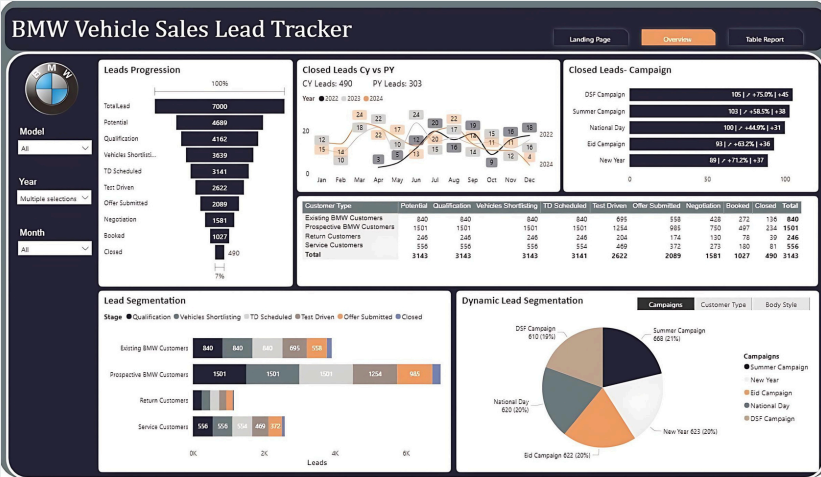 BMW Vehicle Sales Lead Tracker
Landing Page
Overview
Table Report
BMW
Model
All
Year
Multiple selections
Month
All
Leads Progression
100%
TotalLead 7000
Potential 4689
Qualification 4162
Vehicles Shortlisti... 3639
TD Scheduled 3141
Test Driven 2622
Offer Submitted 2089
Negotiation 1581
Booked 1027
Closed 490
7%
Closed Leads Cy vs PY
CY Leads: 490 PY Leads: 303
Year 2022 2023 2024
20
0
Jan Feb Mar Apr May Jun Jul Aug Sep Oct Nov Dec
2022
2024
Closed Leads- Campaign
DSF Campaign 105 | ↗ +75.0% | +45
Summer Campaign 103 | ↗ +58.5% | +38
National Day 100 | ↗ +44.9% | +31
Eid Campaign 93 | ↗ +63.2% | +36
New Year 89 | ↗ +71.2% | +37
0 50 100
Customer Type Potential Qualification Vehicles Shortlisting TD Scheduled Test Driven Offer Submitted Negotiation Booked Closed Total
Existing BMW Customers 840 840 840 840 695 558 428 272 136 840
Prospective BMW Customers 1501 1501 1501 1501 1254 985 750 497 234 1501
Return Customers 246 246 246 246 204 174 130 78 39 246
Service Customers 556 556 556 554 469 372 273 180 81 556
Total 3143 3143 3143 3141 2622 2089 1581 1027 490 3143
Lead Segmentation
Stage Qualification Vehicles Shortlisting TD Scheduled Test Driven Offer Submitted Closed
Existing BMW Customers 840 840 840 695 558
Prospective BMW Customers 1501 1501 1501 1254 985
Return Customers
Service Customers 556 556 554 469 372
0K 2K 4K 6K
Leads
Dynamic Lead Segmentation
Campaigns
Customer Type
Body Style
DSF Campaign
610 (19%)
Summer Campaign
668 (21%)
National Day
620 (20%)
New Year 623 (20%)
Eid Campaign 622 (20%)
Campaigns
Summer Campaign
New Year
Eid Campaign
National Day
DSF Campaign